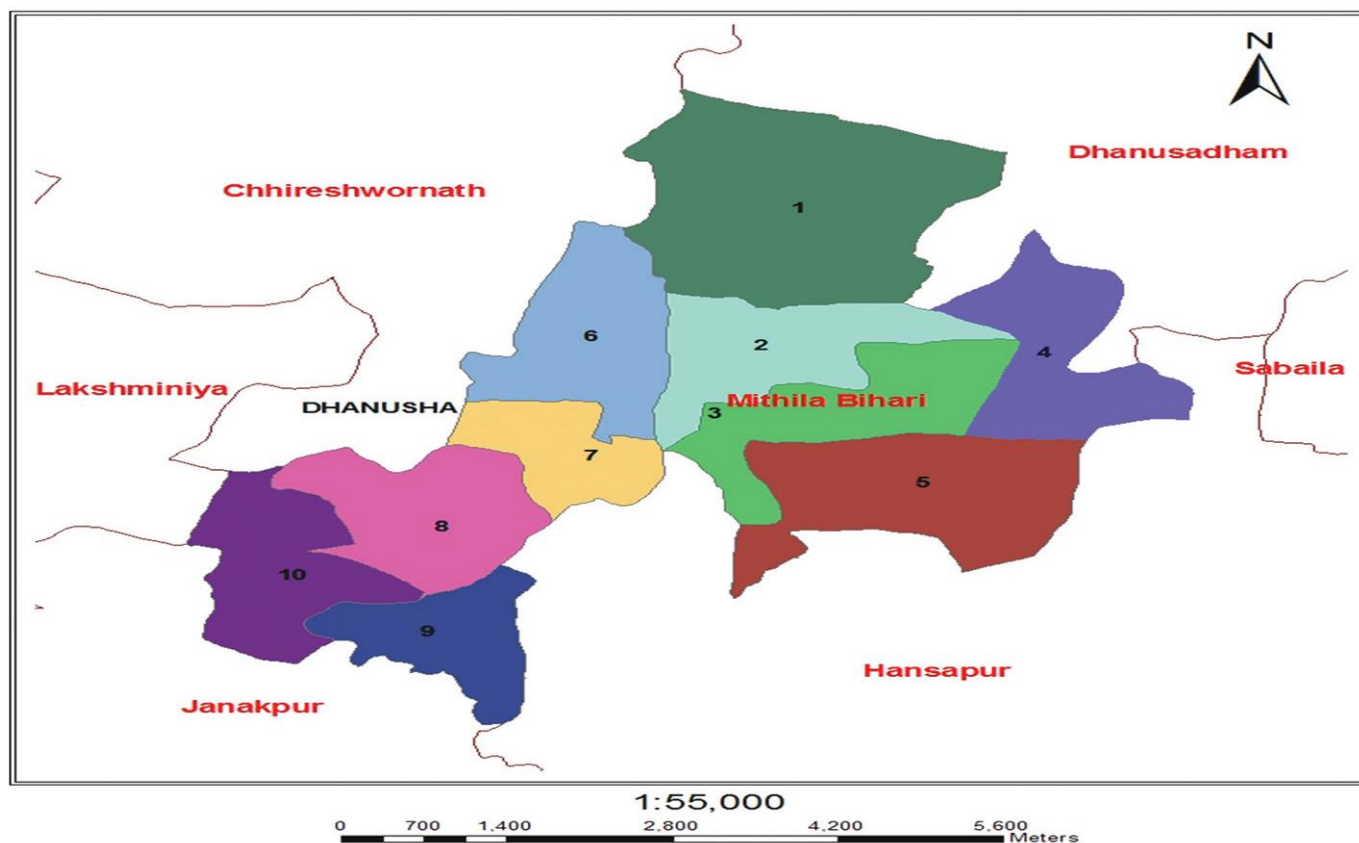 N
Dhanusadham
Chhireshwornath
1
6
2
4
Sabaila
Lakshminiya
DHANUSHA
3
Mithila Bihari
7
5
8
10
9
Hansapur
Janakpur
1:55,000
0 700 1,400 2,800 4,200 5,600
Meters